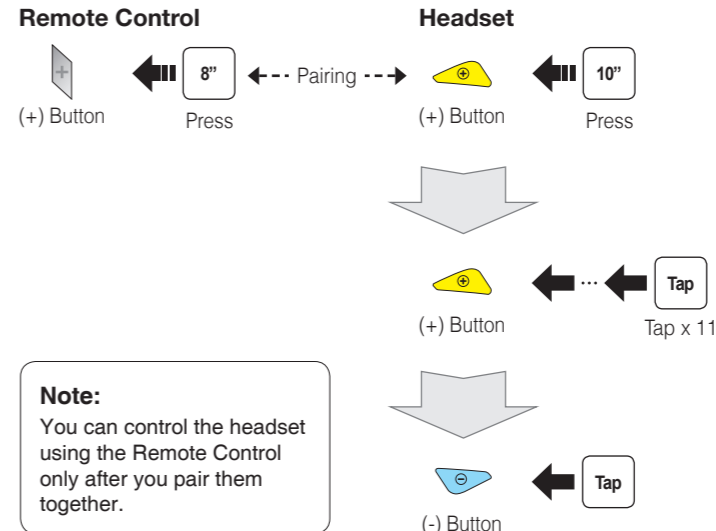 Remote Control
Headset
+
8”
Pairing
10”
(+) Button
Press
(+) Button
Press
Tap
(+) Button
Tap x 11
Note:
You can control the headset
using the Remote Control
only after you pair them
together.
Tap
(-) Button